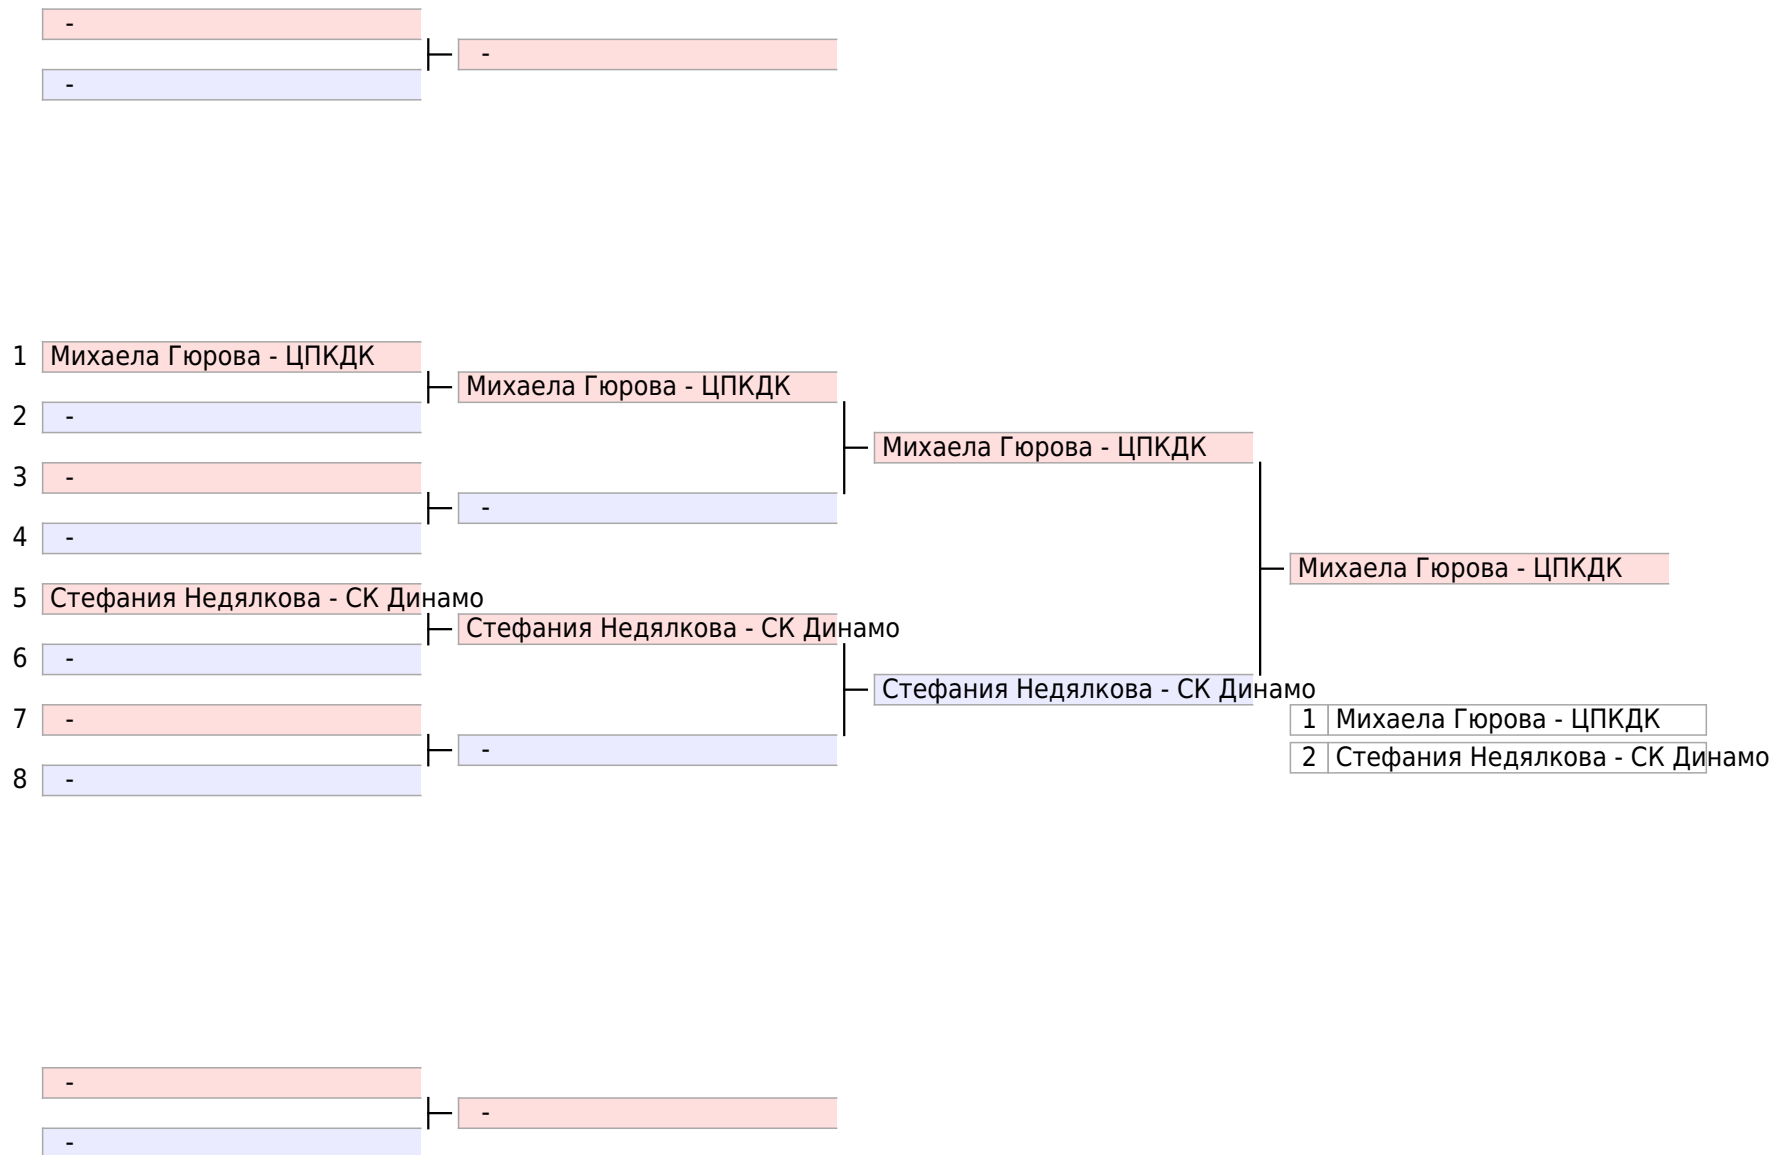 -
-
-
1 Михаела Гюрова - ЦПКДК
Михаела Гюрова - ЦПКДК
2 -
Михаела Гюрова - ЦПКДК
3 -
-
4 -
Михаела Гюрова - ЦПКДК
5 Стефания Недялкова - СК Динамо
Стефания Недялкова - СК Динамо
6 -
Стефания Недялкова - СК Динамо
7 -
1 Михаела Гюрова - ЦПКДК
-
2 Стефания Недялкова - СК Динамо
8 -
-
-
-